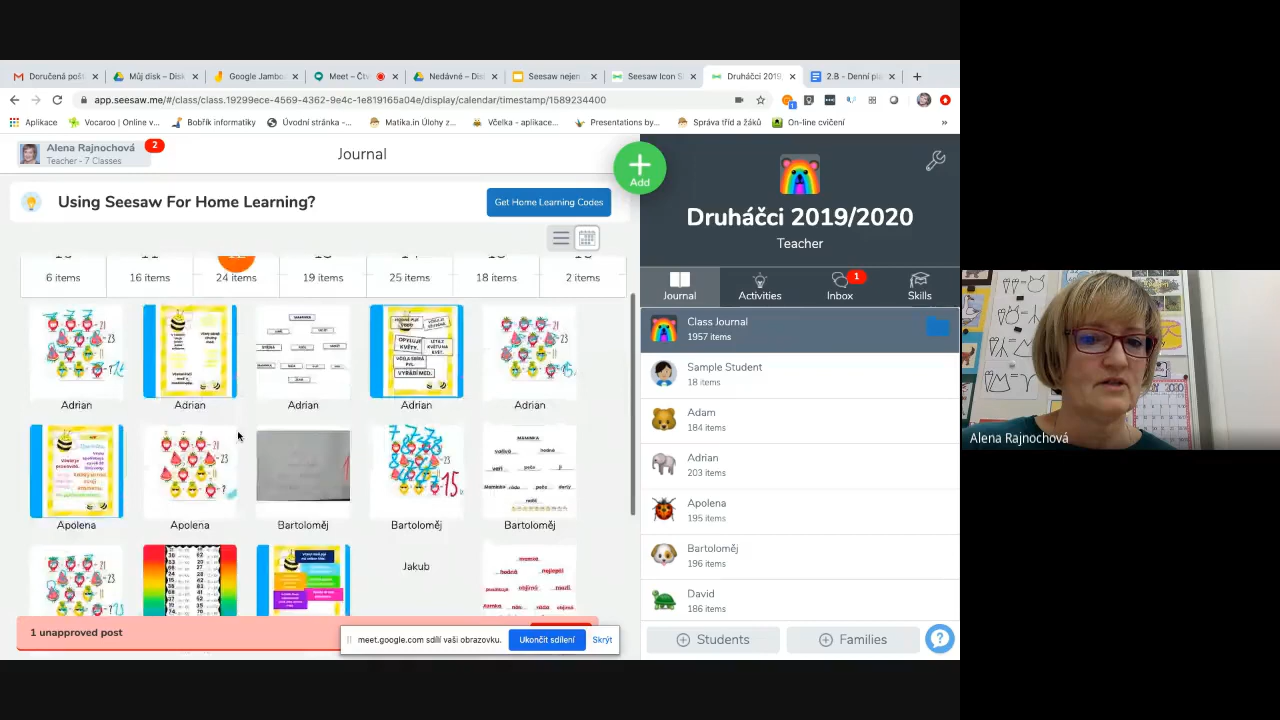 Doručená poš
Můj disk – Disk
Google Jambo
Meet – Čtv
Nedávné – Dis
Seesaw nejen
Seesaw Icon S
Druháčci 2019
2.B - Denní pl
app.seesaw.me/#/class/class.19299ece-4569-4362-9e4c-1e819165a04e/display/calendar/timestamp/1589234400
Aplikace
Vocaroo | Online v...
Bobřík informatiky
Úvodní stránka -...
Matika.in Úlohy z...
Včelka - aplikace...
Presentations by...
Správa tříd a žáků
On-line cvičení
»
Alena Rajnochová
Teacher - 7 Classes
2
Journal
Add
Using Seesaw For Home Learning?
Get Home Learning Codes
6 items
16 items
24 items
19 items
25 items
18 items
2 items
Adrian
Adrian
Adrian
Adrian
Adrian
Apolena
Apolena
Bartoloměj
Bartoloměj
Bartoloměj
Jakub
1 unapproved post
meet.google.com sdílí vaši obrazovku.
Ukončit sdílení
Skrýt
Druháčci 2019/2020
Teacher
Journal
Activities
Inbox
1
Skills
Class Journal
1957 items
Sample Student
18 items
Adam
184 items
Adrian
203 items
Apolena
195 items
Bartoloměj
196 items
David
186 items
Students
Families
?
Alena Rajnochová